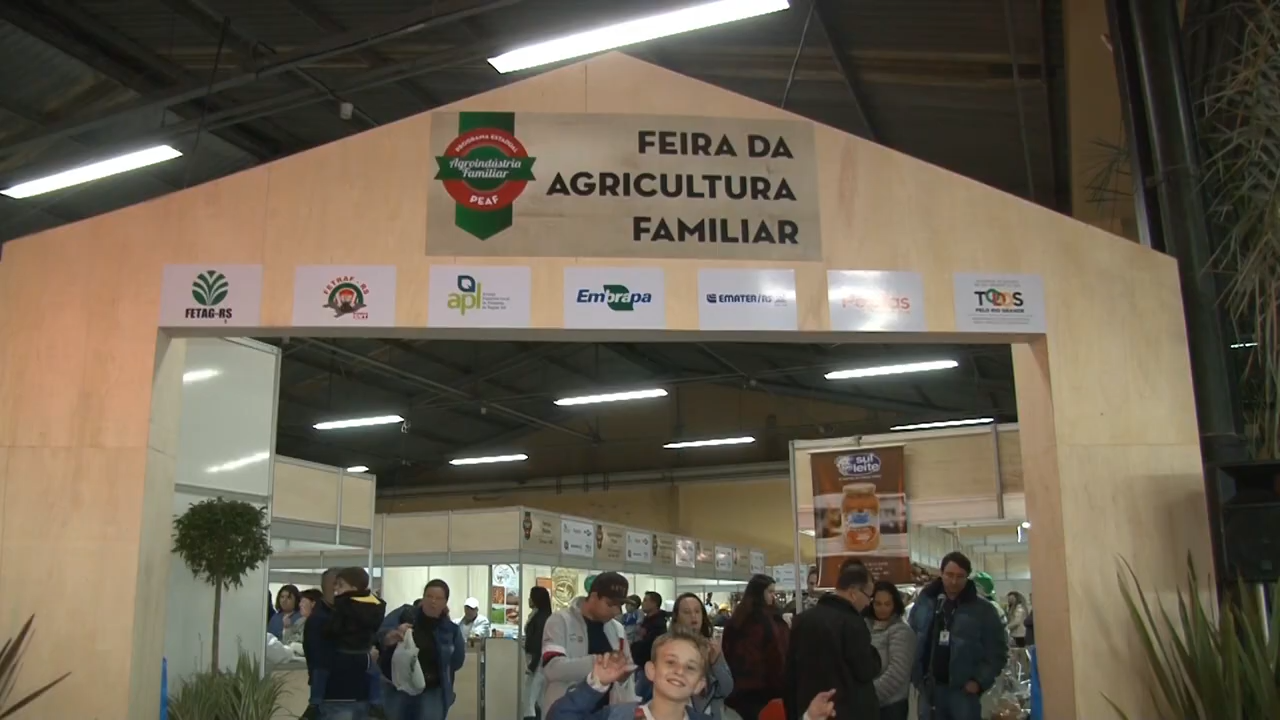 PROGRAMA ESTADUAL
Agroindústria
Familiar
PEAF
FEIRA DA
AGRICULTURA
FAMILIAR
FETAG-RS
FETRAF-RS
CUT
apl
Embrapa
EMATER/RS
TODOS
PELO RIO GRANDE
sul
leite